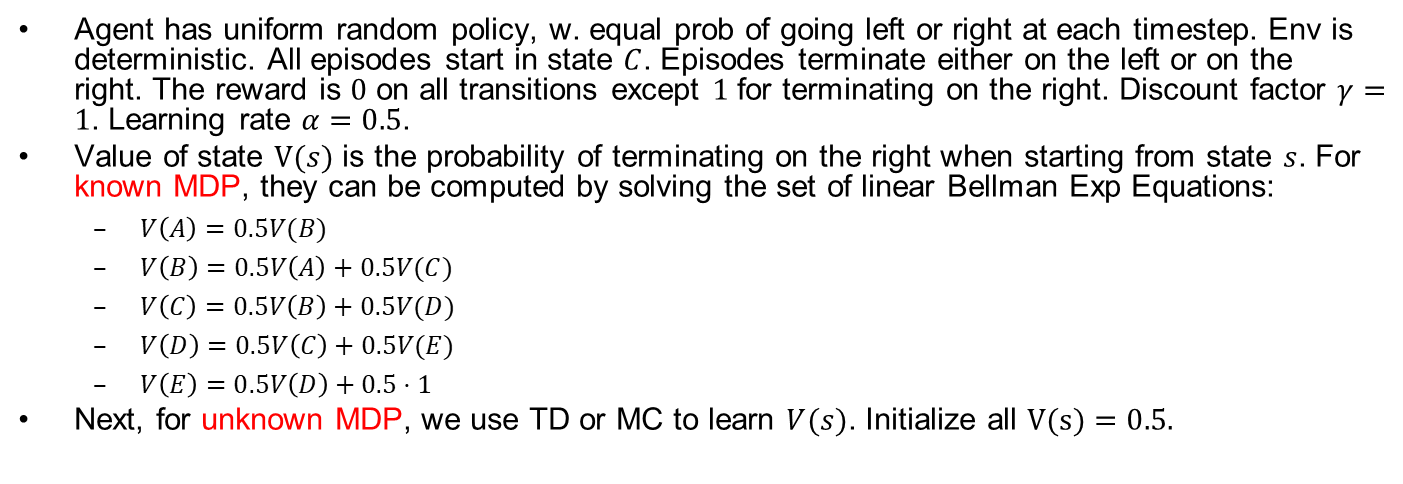 • Agent has uniform random policy, w. equal prob of going left or right at each timestep. Env is
deterministic. All episodes start in state C. Episodes terminate either on the left or on the
right. The reward is 0 on all transitions except 1 for terminating on the right. Discount factor γ =
1. Learning rate α = 0.5.
• Value of state V(s) is the probability of terminating on the right when starting from state s. For
known MDP, they can be computed by solving the set of linear Bellman Exp Equations:
– V(A) = 0.5V(B)
– V(B) = 0.5V(A) + 0.5V(C)
– V(C) = 0.5V(B) + 0.5V(D)
– V(D) = 0.5V(C) + 0.5V(E)
– V(E) = 0.5V(D) + 0.5 · 1
• Next, for unknown MDP, we use TD or MC to learn V(s). Initialize all V(s) = 0.5.